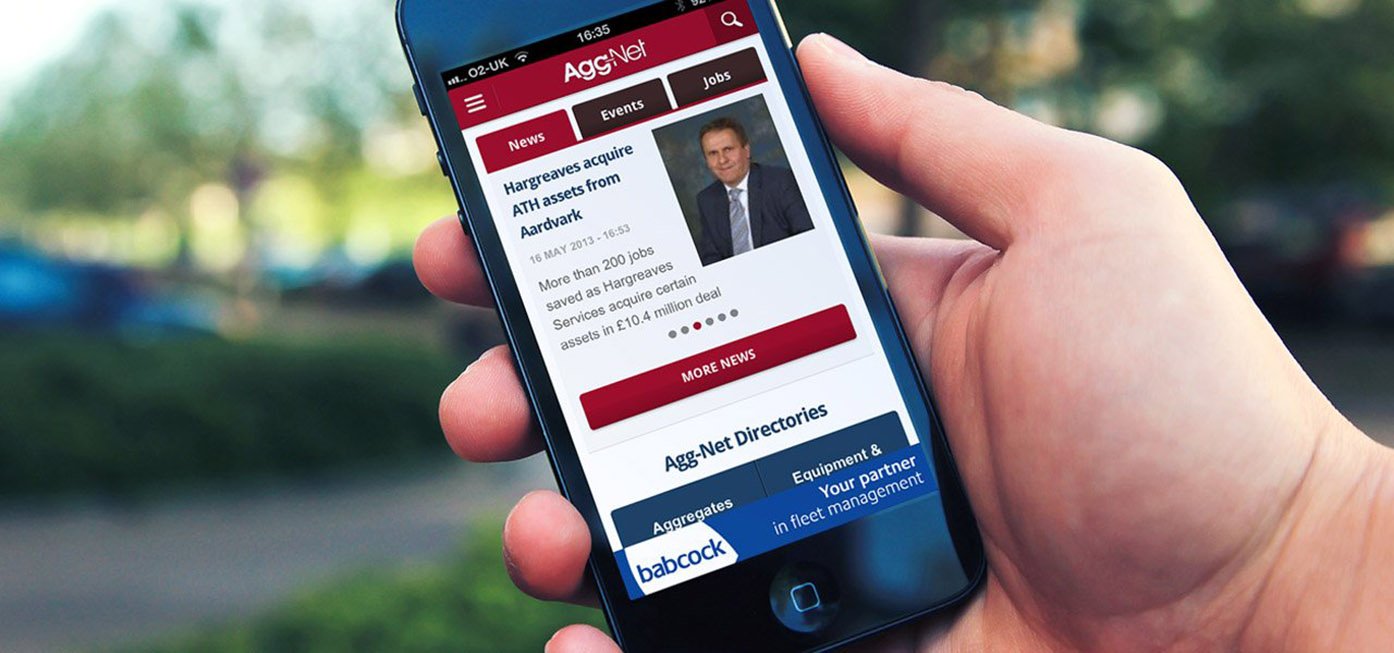 O2-UK
16:35
Agg-Net
News
Events
Jobs
Hargreaves acquire
ATH assets from
Aardvark
16 MAY 2013 - 16:53
More than 200 jobs
saved as Hargreaves
Services acquire certain
assets in £10.4 million deal
MORE NEWS
Agg-Net Directories
Aggregates
Equipment &
babcock
Your partner
in fleet management